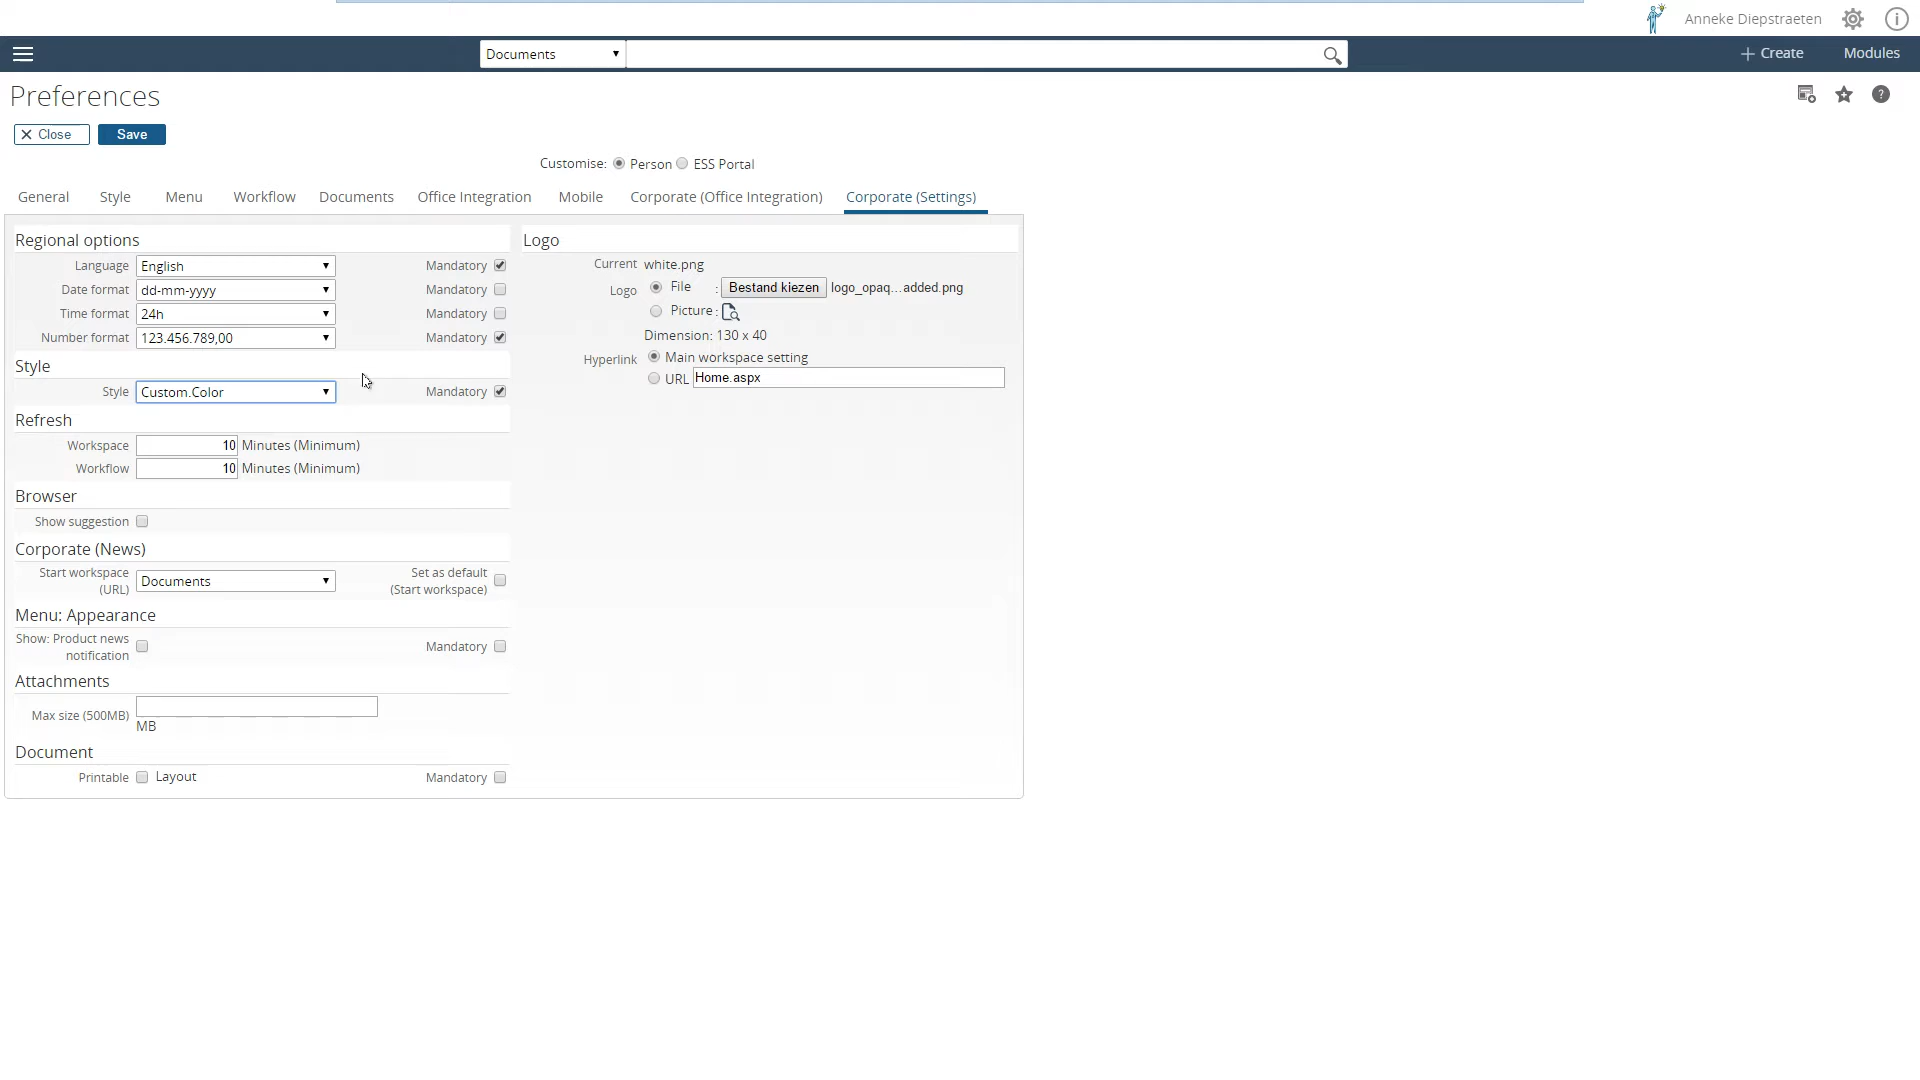 Anneke Diepstraeten
Documents
Create
Modules
Preferences
Close
Save
Customise: Person ESS Portal
General Style Menu Workflow Documents Office Integration Mobile Corporate (Office Integration) Corporate (Settings)
Regional options
Language English Mandatory
Date format dd-mm-yyyy Mandatory
Time format 24h Mandatory
Number format 123.456.789,00 Mandatory
Style
Style Custom.Color Mandatory
Refresh
Workspace 10 Minutes (Minimum)
Workflow 10 Minutes (Minimum)
Browser
Show suggestion
Corporate (News)
Start workspace
(URL)
Documents
Set as default
(Start workspace)
Menu: Appearance
Show: Product news
notification
Mandatory
Attachments
Max size (500MB)
MB
Document
Printable Layout Mandatory
Logo
Current white.png
Logo File : Bestand kiezen logo_opaq...added.png
Picture :
Dimension: 130 x 40
Hyperlink Main workspace setting
URL Home.aspx